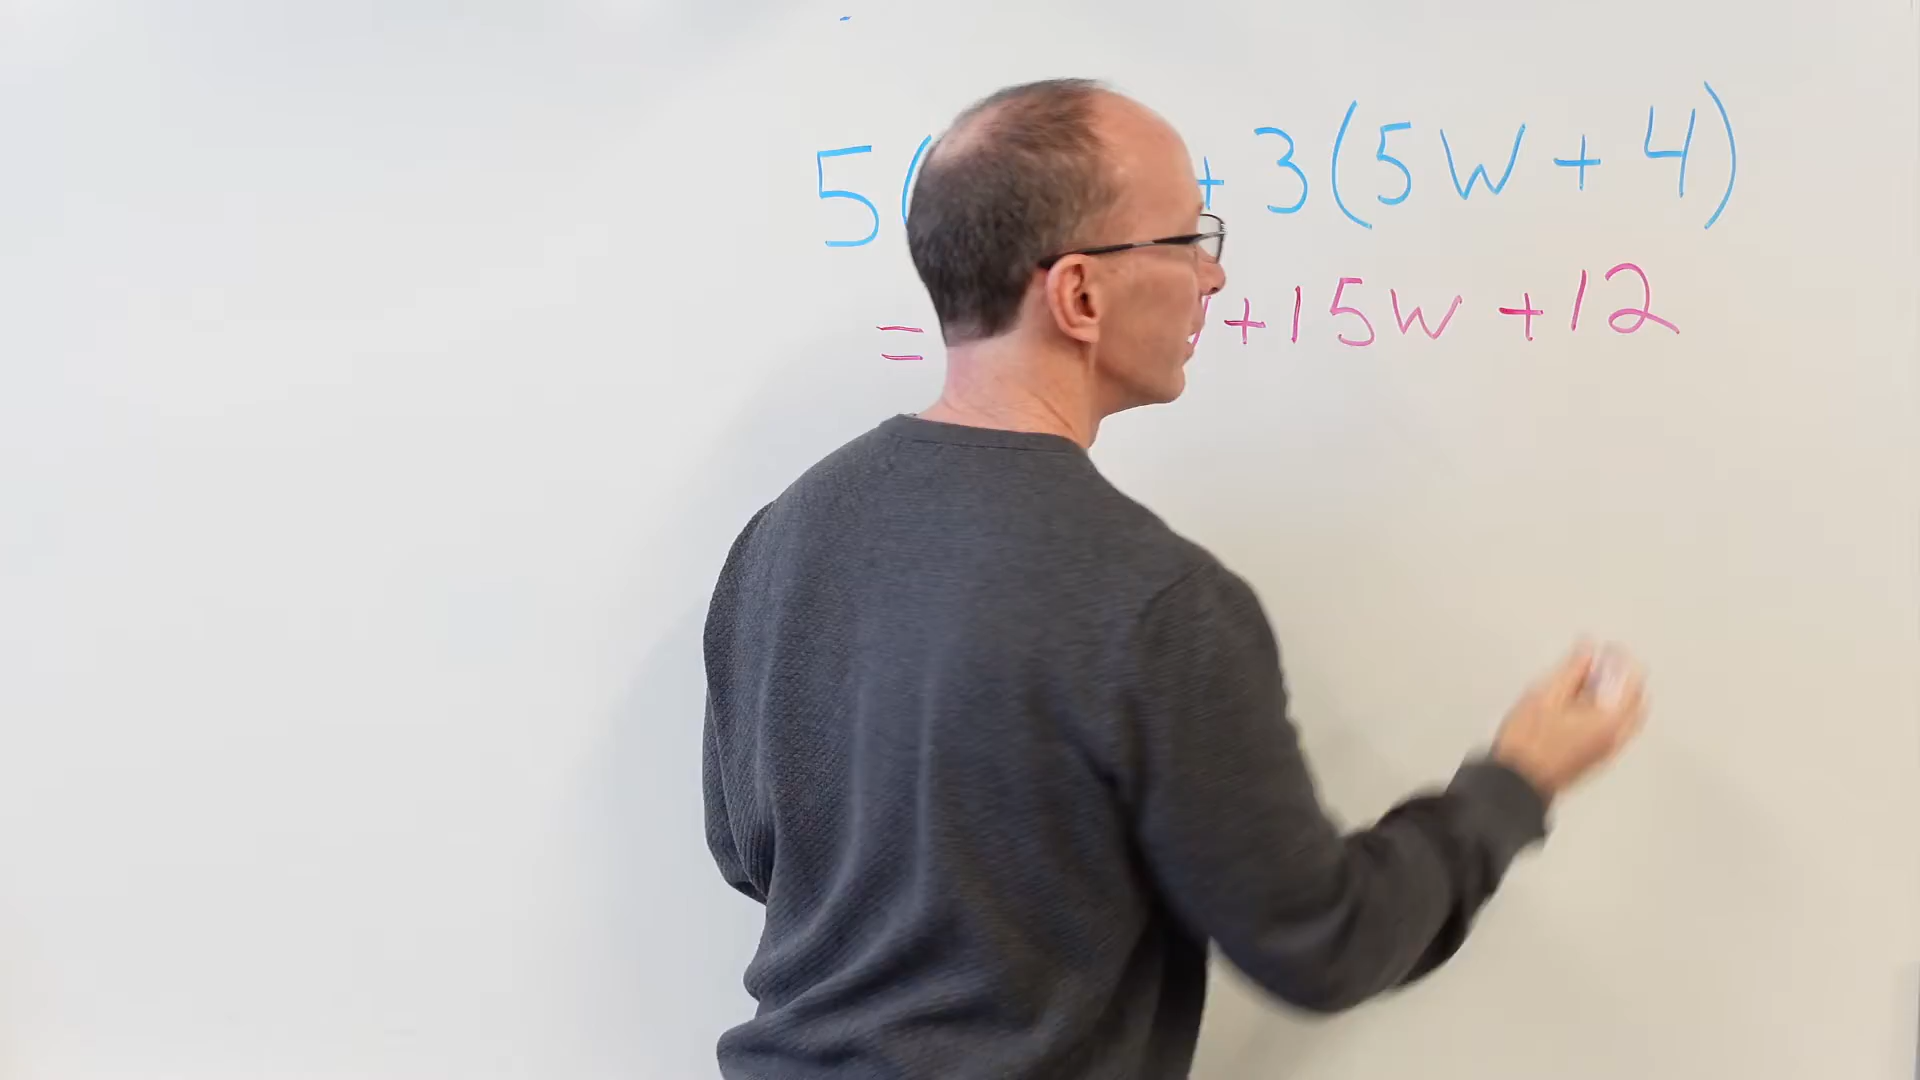 5( + 3(5w + 4)
= +15w +12